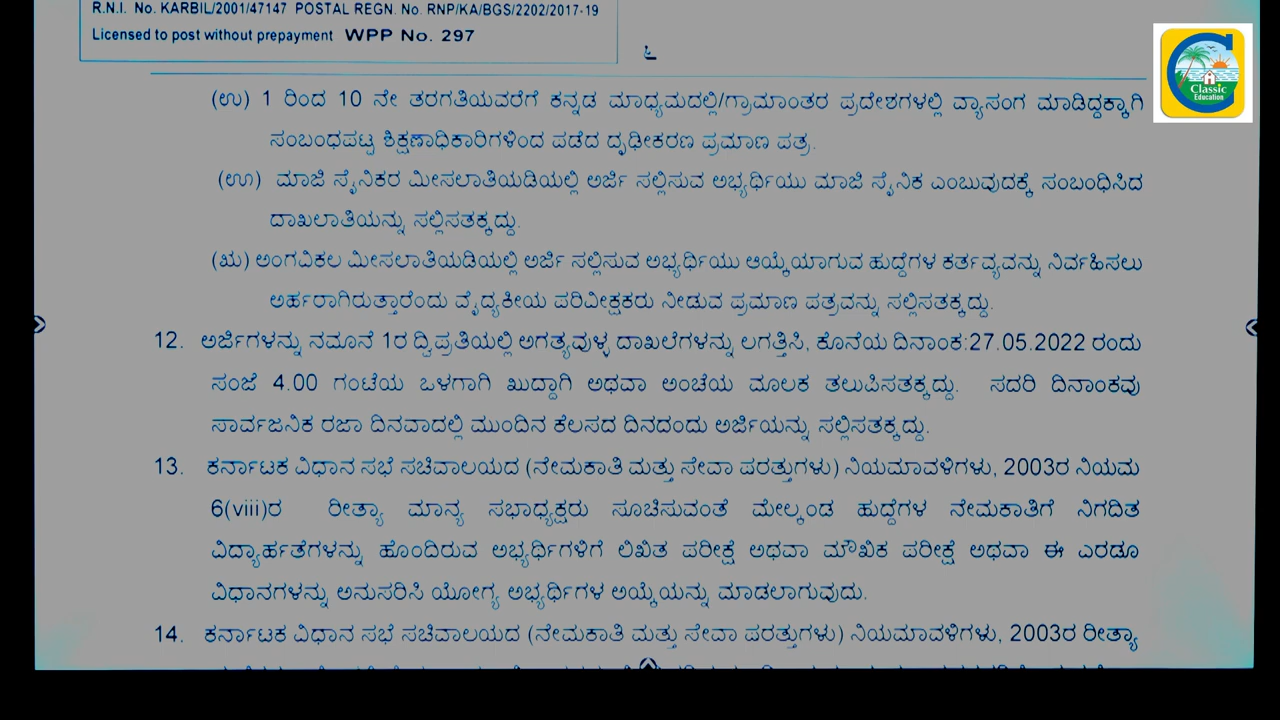 R.N.I. No. KARBIL/2001/47147 POSTAL REGN. No. RNP/KA/BGS/2202/2017-19
Licensed to post without prepayment WPP No. 297
೬
Classic
Education
(ಉ) 1 ರಿಂದ 10 ನೇ ತರಗತಿಯವರೆಗೆ ಕನ್ನಡ ಮಾಧ್ಯಮದಲ್ಲಿ/ಗ್ರಾಮಾಂತರ ಪ್ರದೇಶಗಳಲ್ಲಿ ವ್ಯಾಸಂಗ ಮಾಡಿದ್ದಕ್ಕಾಗಿ
ಸಂಬಂಧಪಟ್ಟ ಶಿಕ್ಷಣಾಧಿಕಾರಿಗಳಿಂದ ಪಡೆದ ದೃಢೀಕರಣ ಪ್ರಮಾಣ ಪತ್ರ.
(ಊ) ಮಾಜಿ ಸೈನಿಕರ ಮೀಸಲಾತಿಯಡಿಯಲ್ಲಿ ಅರ್ಜಿ ಸಲ್ಲಿಸುವ ಅಭ್ಯರ್ಥಿಯು ಮಾಜಿ ಸೈನಿಕ ಎಂಬುವುದಕ್ಕೆ ಸಂಬಂಧಿಸಿದ
ದಾಖಲಾತಿಯನ್ನು ಸಲ್ಲಿಸತಕ್ಕದ್ದು.
(ಋ) ಅಂಗವಿಕಲ ಮೀಸಲಾತಿಯಡಿಯಲ್ಲಿ ಅರ್ಜಿ ಸಲ್ಲಿಸುವ ಅಭ್ಯರ್ಥಿಯು ಆಯ್ಕೆಯಾಗುವ ಹುದ್ದೆಗಳ ಕರ್ತವ್ಯವನ್ನು ನಿರ್ವಹಿಸಲು
ಅರ್ಹರಾಗಿರುತ್ತಾರೆಂದು ವೈದ್ಯಕೀಯ ಪರಿವೀಕ್ಷಕರು ನೀಡುವ ಪ್ರಮಾಣ ಪತ್ರವನ್ನು ಸಲ್ಲಿಸತಕ್ಕದ್ದು.
12. ಅರ್ಜಿಗಳನ್ನು ನಮೂನೆ 1ರ ದ್ವಿಪ್ರತಿಯಲ್ಲಿ ಅಗತ್ಯವುಳ್ಳ ದಾಖಲೆಗಳನ್ನು ಲಗತ್ತಿಸಿ, ಕೊನೆಯ ದಿನಾಂಕ:27.05.2022 ರಂದು
ಸಂಜೆ 4.00 ಗಂಟೆಯ ಒಳಗಾಗಿ ಖುದ್ದಾಗಿ ಅಥವಾ ಅಂಚೆಯ ಮೂಲಕ ತಲುಪಿಸತಕ್ಕದ್ದು. ಸದರಿ ದಿನಾಂಕವು
ಸಾರ್ವಜನಿಕ ರಜಾ ದಿನವಾದಲ್ಲಿ ಮುಂದಿನ ಕೆಲಸದ ದಿನದಂದು ಅರ್ಜಿಯನ್ನು ಸಲ್ಲಿಸತಕ್ಕದ್ದು.
13. ಕರ್ನಾಟಕ ವಿಧಾನ ಸಭೆ ಸಚಿವಾಲಯದ (ನೇಮಕಾತಿ ಮತ್ತು ಸೇವಾ ಷರತ್ತುಗಳು) ನಿಯಮಾವಳಿಗಳು, 2003ರ ನಿಯಮ
6(viii)ರ ರೀತ್ಯಾ ಮಾನ್ಯ ಸಭಾಧ್ಯಕ್ಷರು ಸೂಚಿಸುವಂತೆ ಮೇಲ್ಕಂಡ ಹುದ್ದೆಗಳ ನೇಮಕಾತಿಗೆ ನಿಗದಿತ
ವಿದ್ಯಾರ್ಹತೆಗಳನ್ನು ಹೊಂದಿರುವ ಅಭ್ಯರ್ಥಿಗಳಿಗೆ ಲಿಖಿತ ಪರೀಕ್ಷೆ ಅಥವಾ ಮೌಖಿಕ ಪರೀಕ್ಷೆ ಅಥವಾ ಈ ಎರಡೂ
ವಿಧಾನಗಳನ್ನು ಅನುಸರಿಸಿ ಯೋಗ್ಯ ಅಭ್ಯರ್ಥಿಗಳ ಆಯ್ಕೆಯನ್ನು ಮಾಡಲಾಗುವುದು.
14. ಕರ್ನಾಟಕ ವಿಧಾನ ಸಭೆ ಸಚಿವಾಲಯದ (ನೇಮಕಾತಿ ಮತ್ತು ಸೇವಾ ಷರತ್ತುಗಳು) ನಿಯಮಾವಳಿಗಳು, 2003ರ ರೀತ್ಯಾ